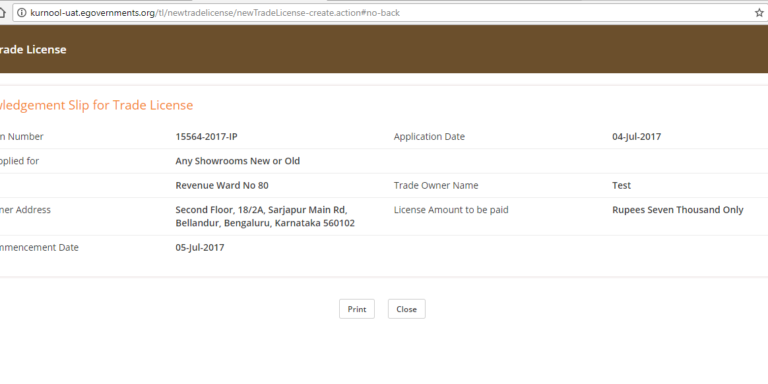 kurnool-uat.egovernments.org/tl/newtradelicense/newTradeLicense-create.action#no-back
rade License
wledgement Slip for Trade License
n Number 15564-2017-IP Application Date 04-Jul-2017
pplied for Any Showrooms New or Old
Revenue Ward No 80 Trade Owner Name Test
ner Address Second Floor, 18/2A, Sarjapur Main Rd, License Amount to be paid Rupees Seven Thousand Only
Bellandur, Bengaluru, Karnataka 560102
mmencement Date 05-Jul-2017
Print Close